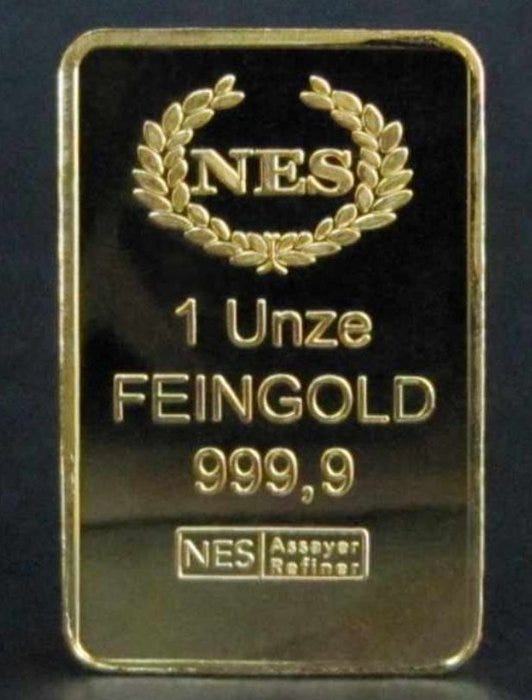 NES
1 Unze
FEINGOLD
999,9
NES Assayer
Refiner